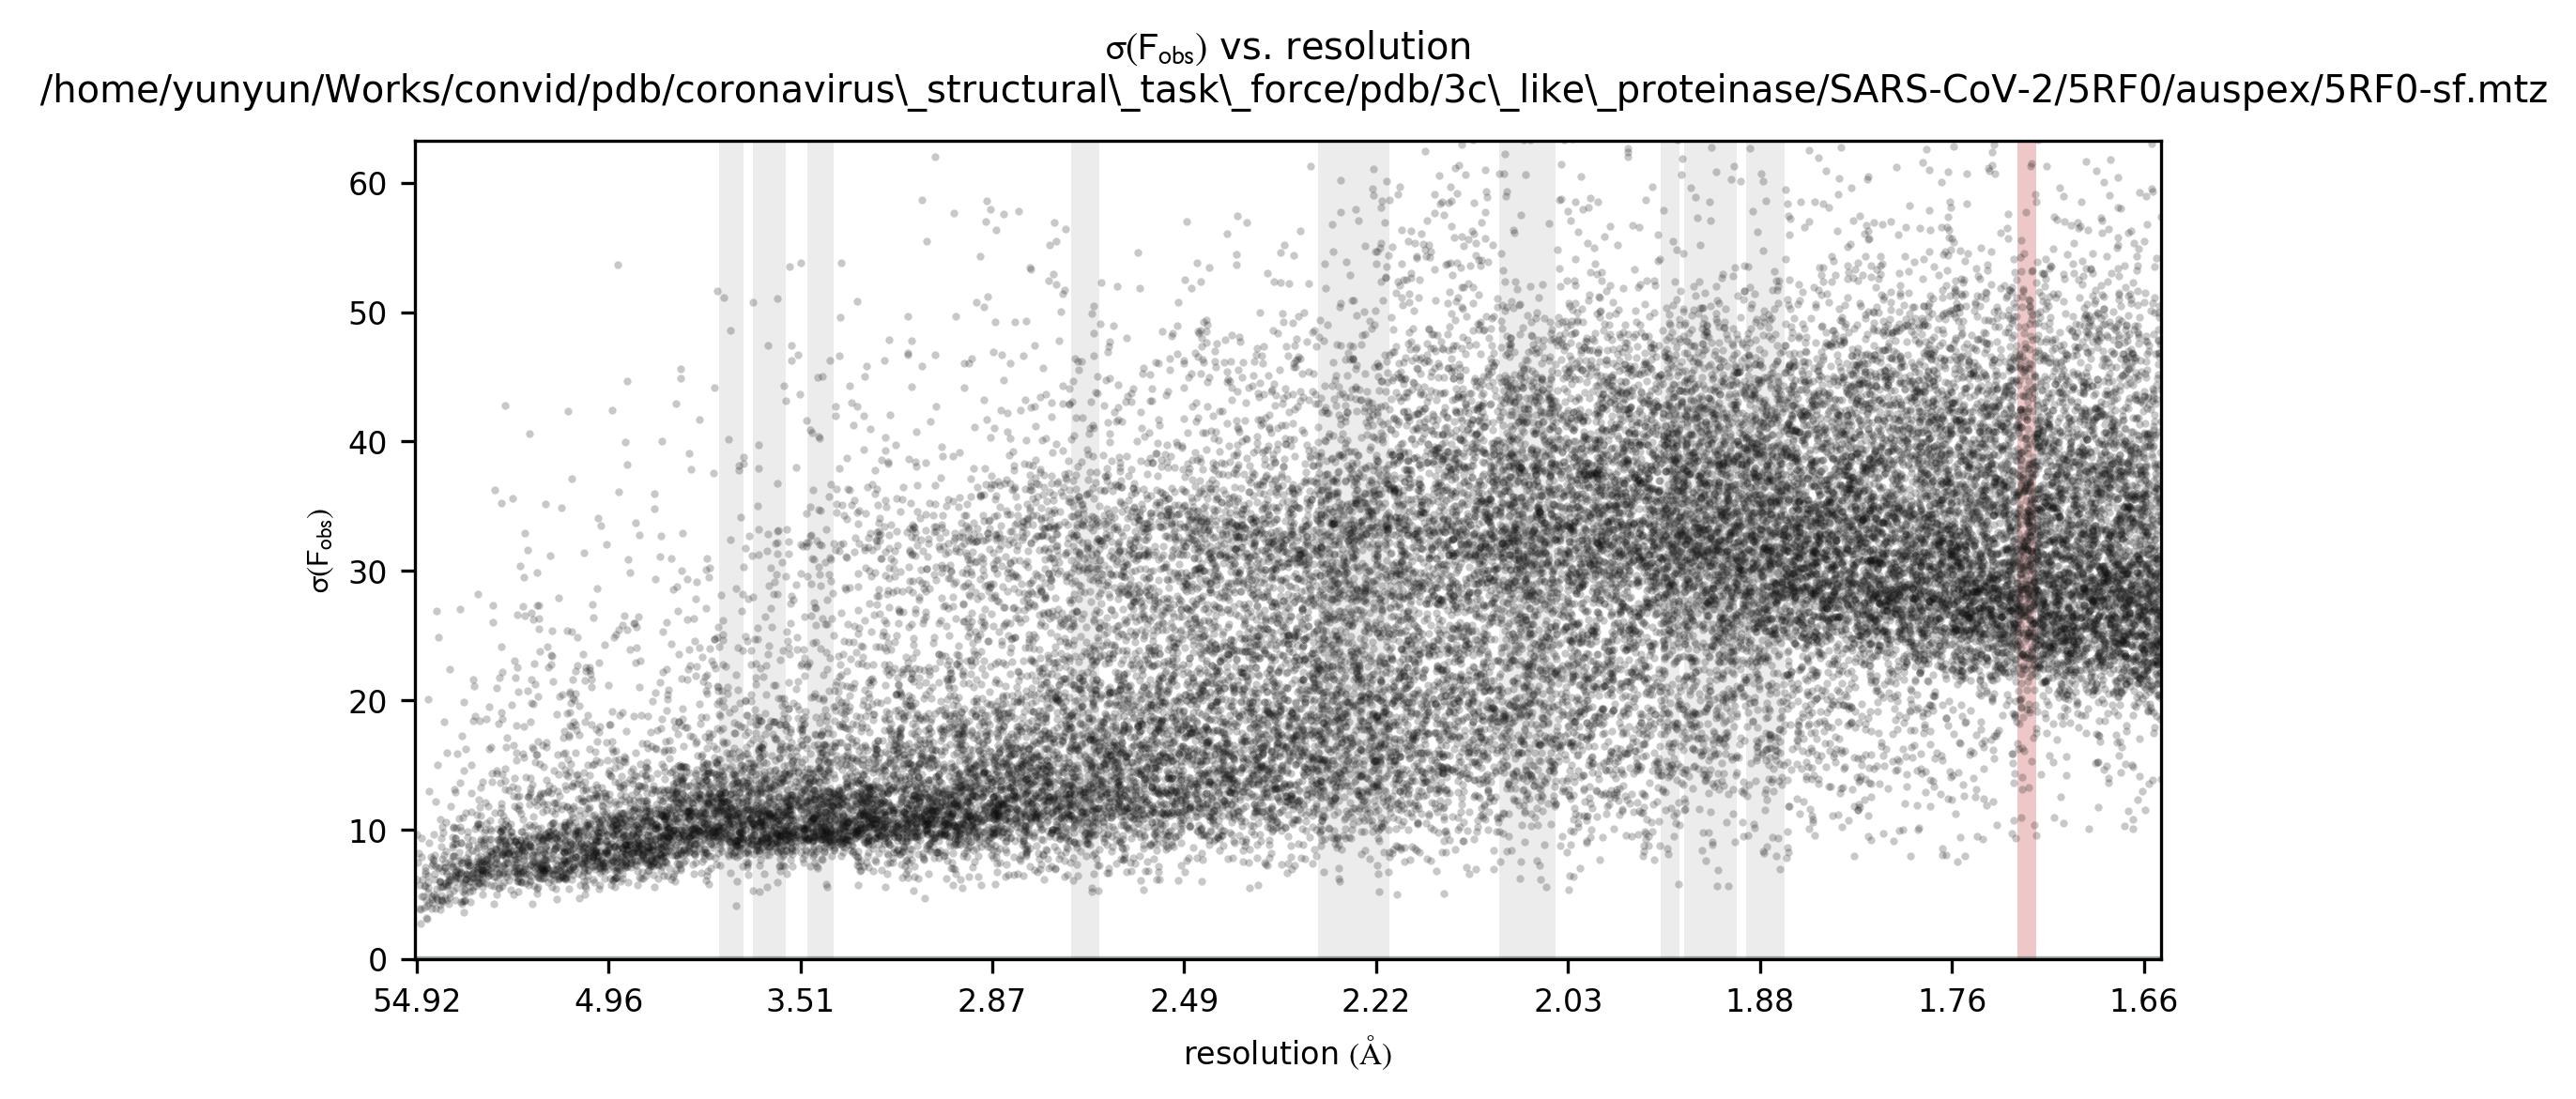 σ(F_obs) vs. resolution
/home/yunyun/Works/convid/pdb/coronavirus\_structural\_task\_force/pdb/3c\_like\_proteinase/SARS-CoV-2/5RF0/auspex/5RF0-sf.mtz
60
50
40
30
20
10
0
σ(F_obs)
54.92 4.96 3.51 2.87 2.49 2.22 2.03 1.88 1.76 1.66
resolution (Å)